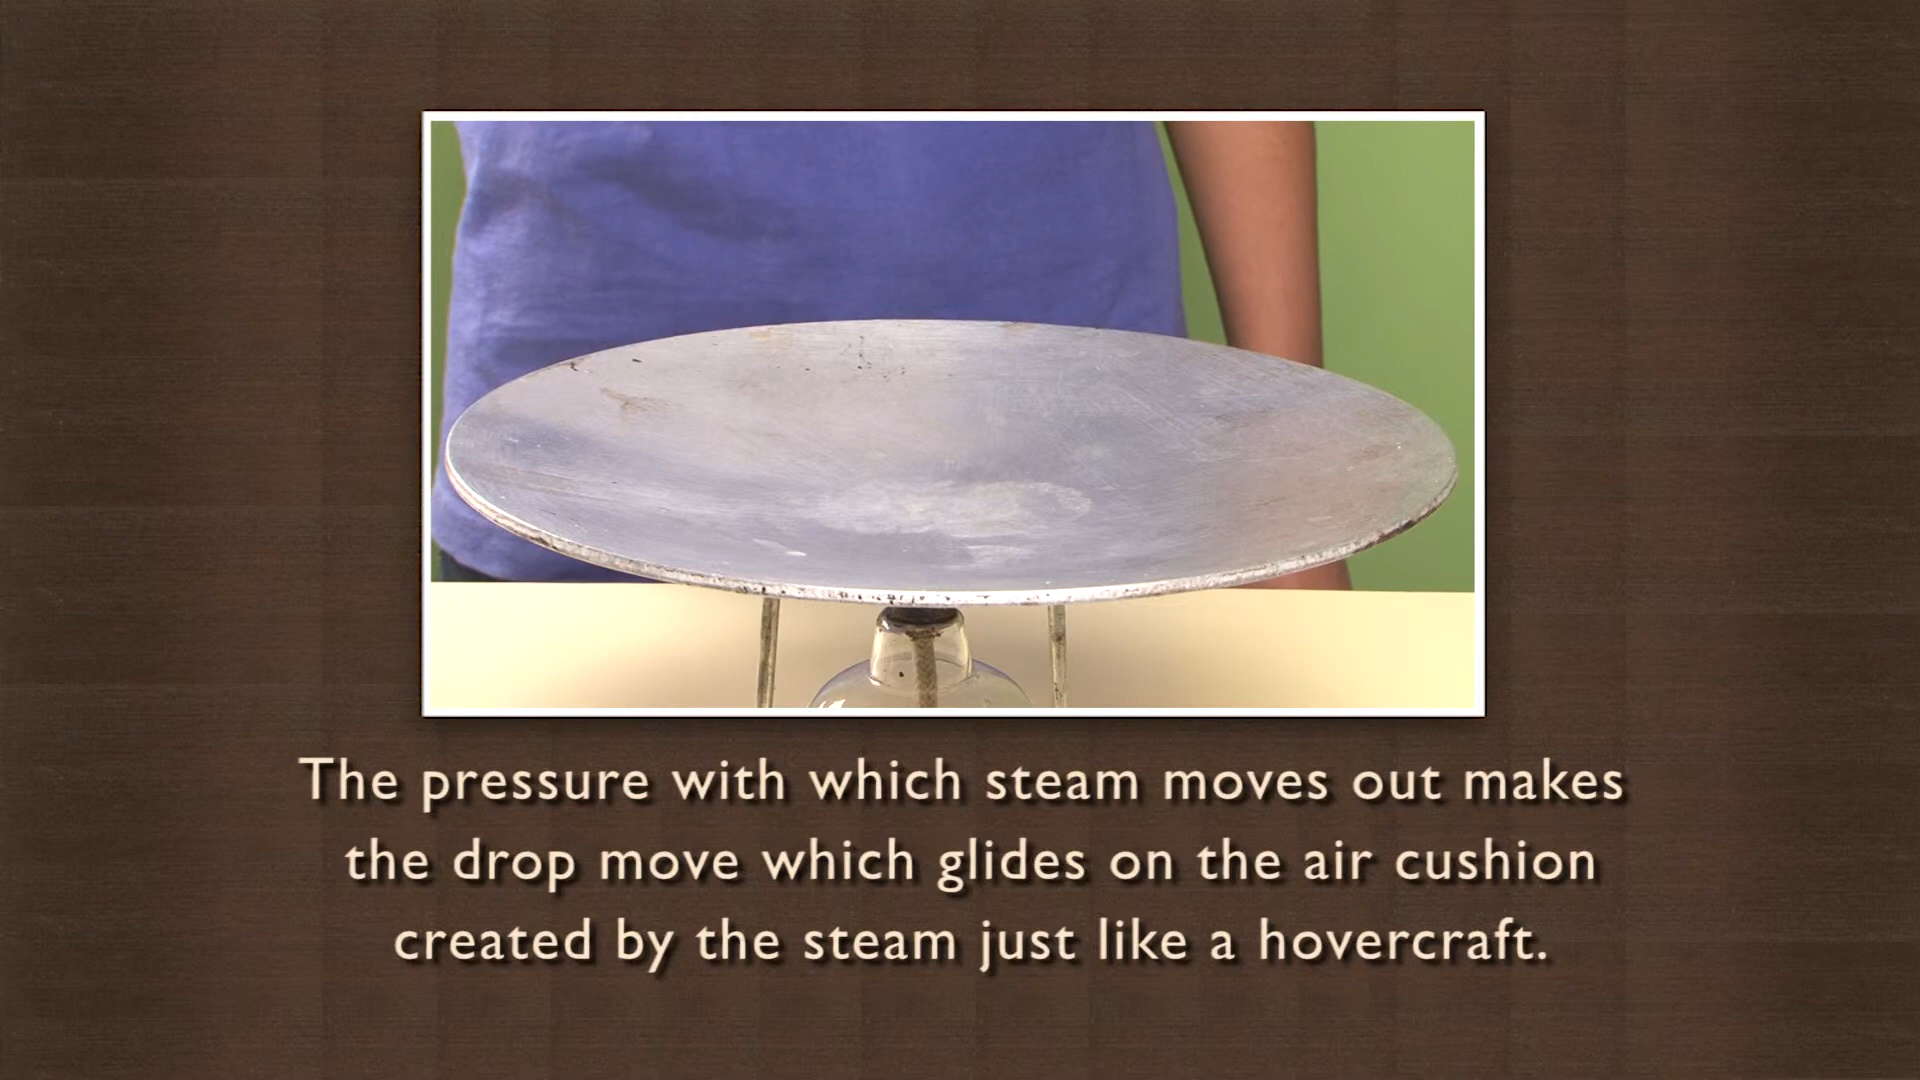 The pressure with which steam moves out makes
the drop move which glides on the air cushion
created by the steam just like a hovercraft.